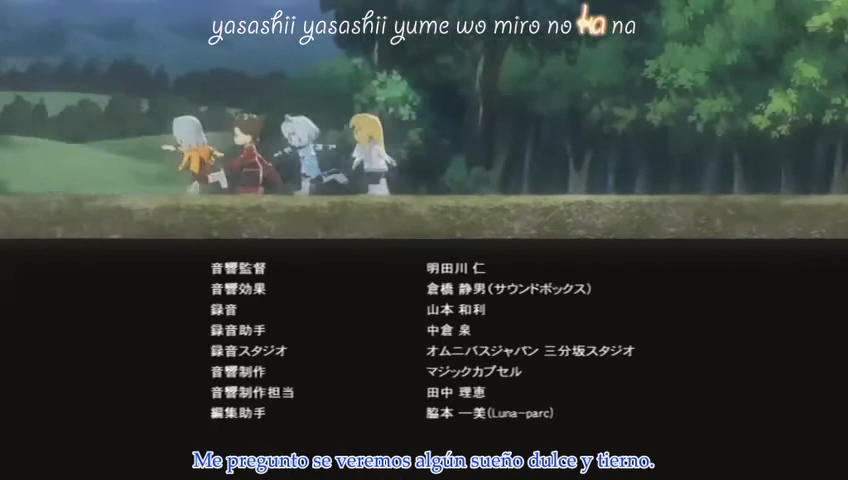 yasashii yasashii yume wo miro no ka na
音響監督 明田川 仁
音響効果 倉橋 静男(サウンドボックス)
録音 山本 和利
録音助手 中倉 泉
録音スタジオ オムニバスジャパン 三分坂スタジオ
音響制作 マジックカプセル
音響制作担当 田中 理恵
編集助手 脇本 一美(Luna-parc)
Me pregunto se veremos algún sueño dulce y tierno.